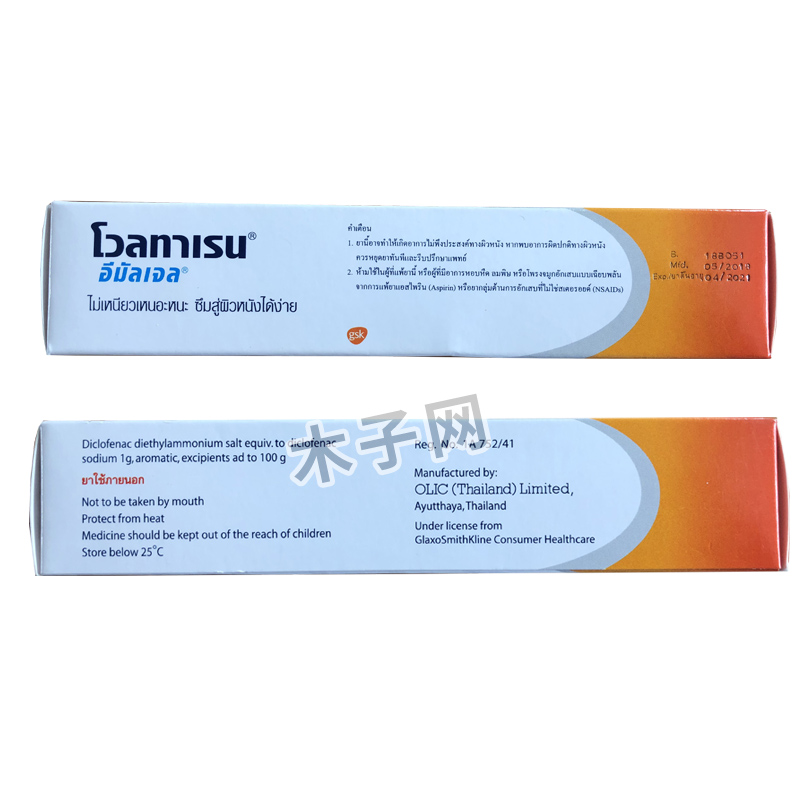 โวลทาเรน®
อีมัลเจล®
ไม่เหนียวเหนอะหนะ ซึมสู่ผิวหนังได้ง่าย
คำเตือน
1. ยานี้อาจทำให้เกิดอาการไม่พึงประสงค์ทางผิวหนัง หากพบอาการผิดปกติทางผิวหนัง
ควรหยุดยาทันทีและรีบปรึกษาแพทย์
2. ห้ามใช้ในผู้ที่แพ้ยานี้ หรือผู้ที่มีอาการหอบหืด ลมพิษ หรือโพรงจมูกอักเสบแบบเฉียบพลัน
จากการแพ้ยาแอสไพริน (Aspirin) หรือยากลุ่มต้านการอักเสบที่ไม่ใช่สเตอรอยด์ (NSAIDs)
gsk
B. 188051
Mfd. 05/2018
Exp./ยาสิ้นอายุ 04/2021
Diclofenac diethylammonium salt equiv. to diclofenac
sodium 1g, aromatic, excipients ad to 100 g
ยาใช้ภายนอก
Not to be taken by mouth
Protect from heat
Medicine should be kept out of the reach of children
Store below 25°C
木子网
Reg. No. 1A 752/41
Manufactured by:
OLIC (Thailand) Limited,
Ayutthaya, Thailand
Under license from
GlaxoSmithKline Consumer Healthcare